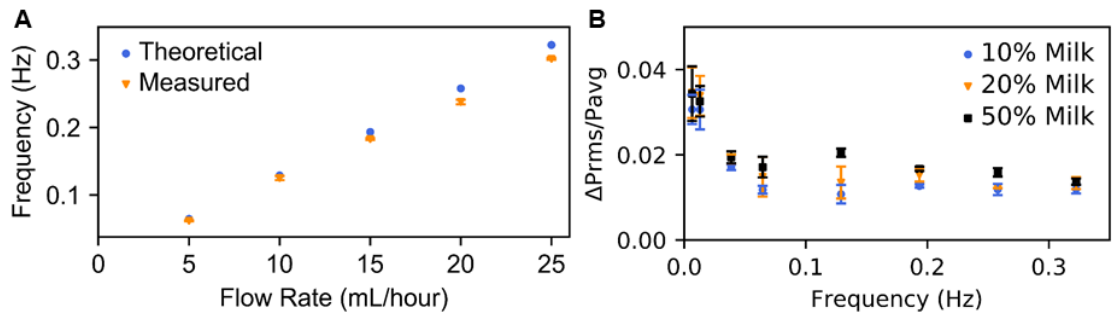 A
Frequency (Hz)
0.3
0.2
0.1
Theoretical
Measured
0
5
10
15
20
25
Flow Rate (mL/hour)
B
ΔPrms/Pavg
0.04
0.02
0.00
10% Milk
20% Milk
50% Milk
0.0
0.1
0.2
0.3
Frequency (Hz)